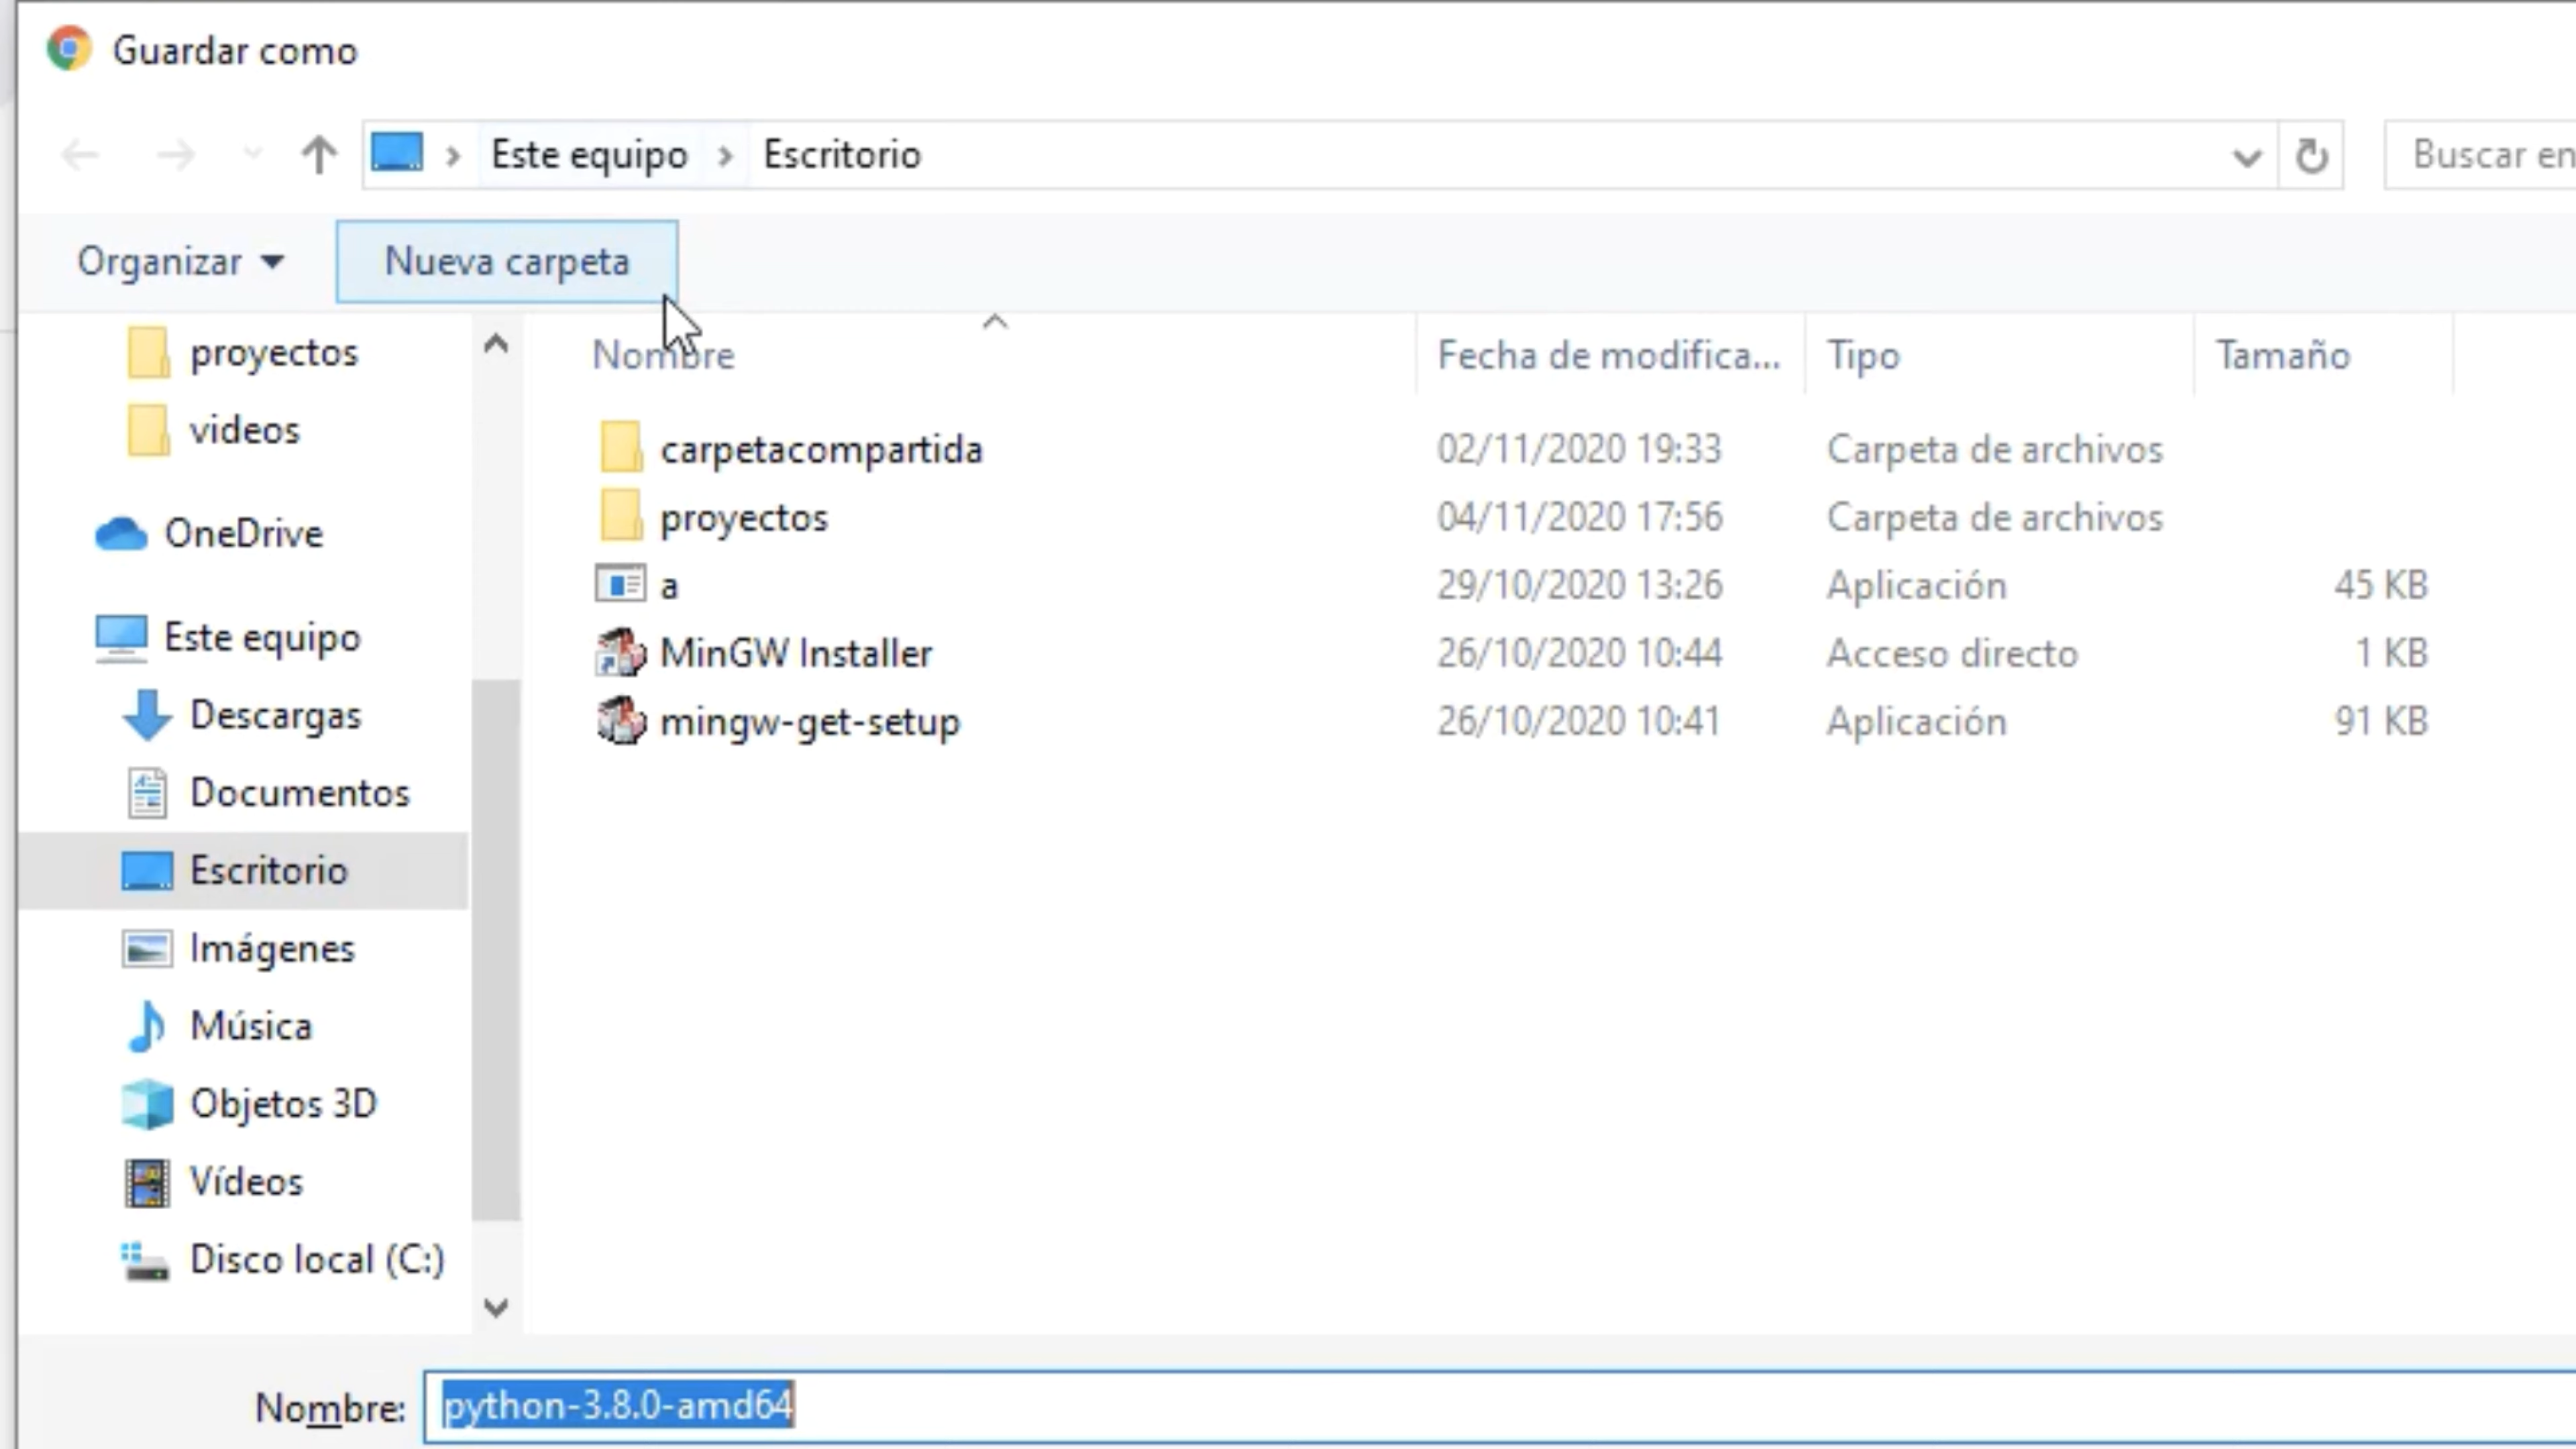 Guardar como
Este equipo > Escritorio
Buscar en
Organizar
Nueva carpeta
proyectos
videos
OneDrive
Este equipo
Descargas
Documentos
Escritorio
Imágenes
Música
Objetos 3D
Vídeos
Disco local (C:)
Nombre Fecha de modifica... Tipo Tamaño
carpetacompartida 02/11/2020 19:33 Carpeta de archivos
proyectos 04/11/2020 17:56 Carpeta de archivos
a 29/10/2020 13:26 Aplicación 45 KB
MinGW Installer 26/10/2020 10:44 Acceso directo 1 KB
mingw-get-setup 26/10/2020 10:41 Aplicación 91 KB
Nombre: python-3.8.0-amd64